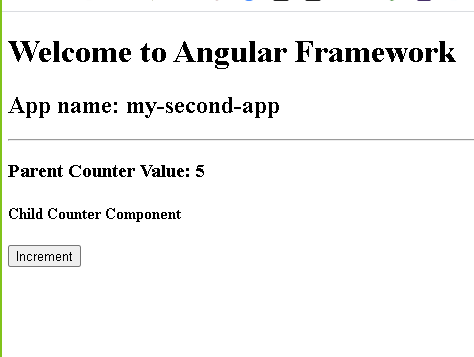 Welcome to Angular Framework
App name: my-second-app
Parent Counter Value: 5
Child Counter Component
Increment